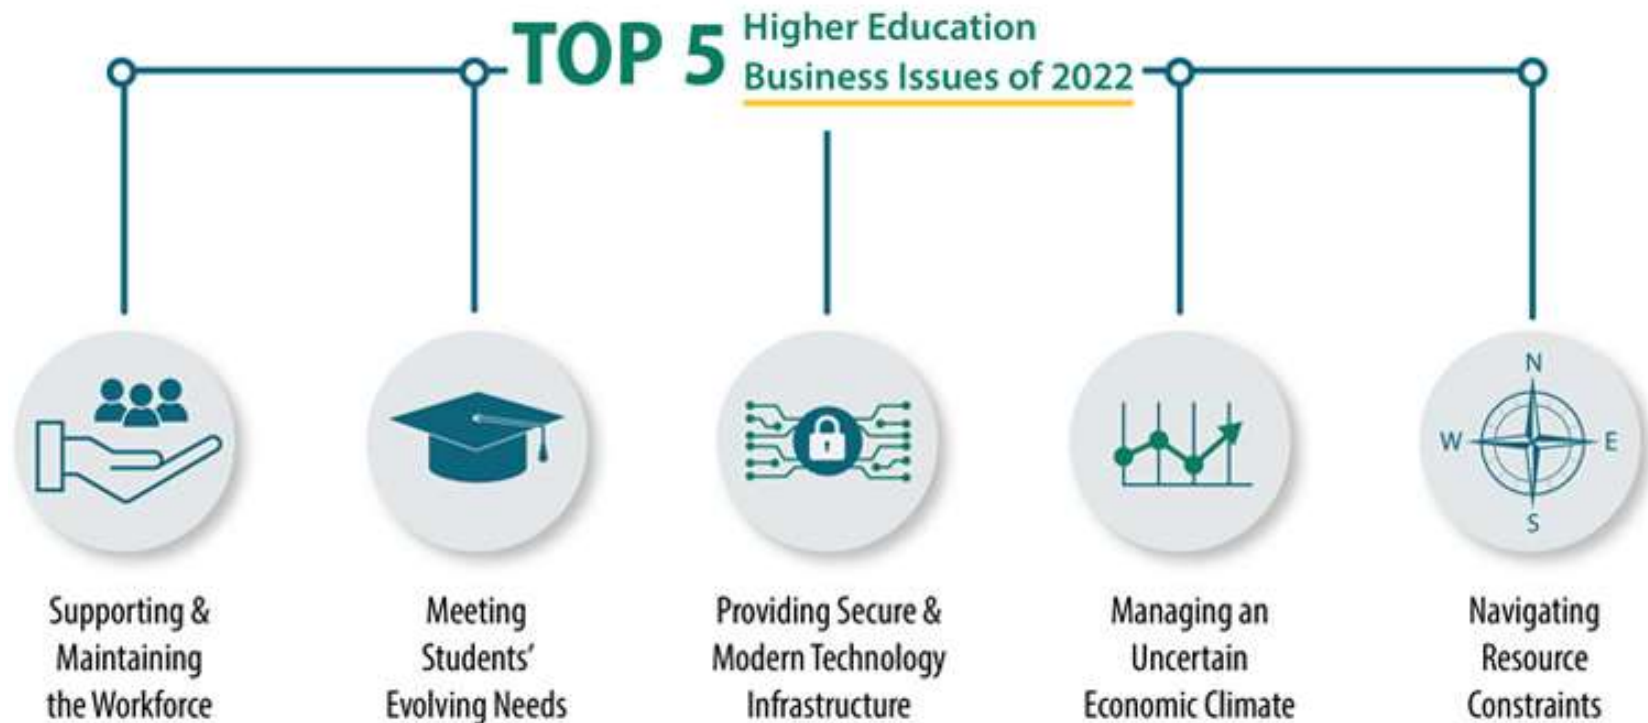 TOP 5
Higher Education
Business Issues of 2022
Supporting &
Maintaining
the Workforce
Meeting
Students’
Evolving Needs
Providing Secure &
Modern Technology
Infrastructure
Managing an
Uncertain
Economic Climate
N
W
E
S
Navigating
Resource
Constraints